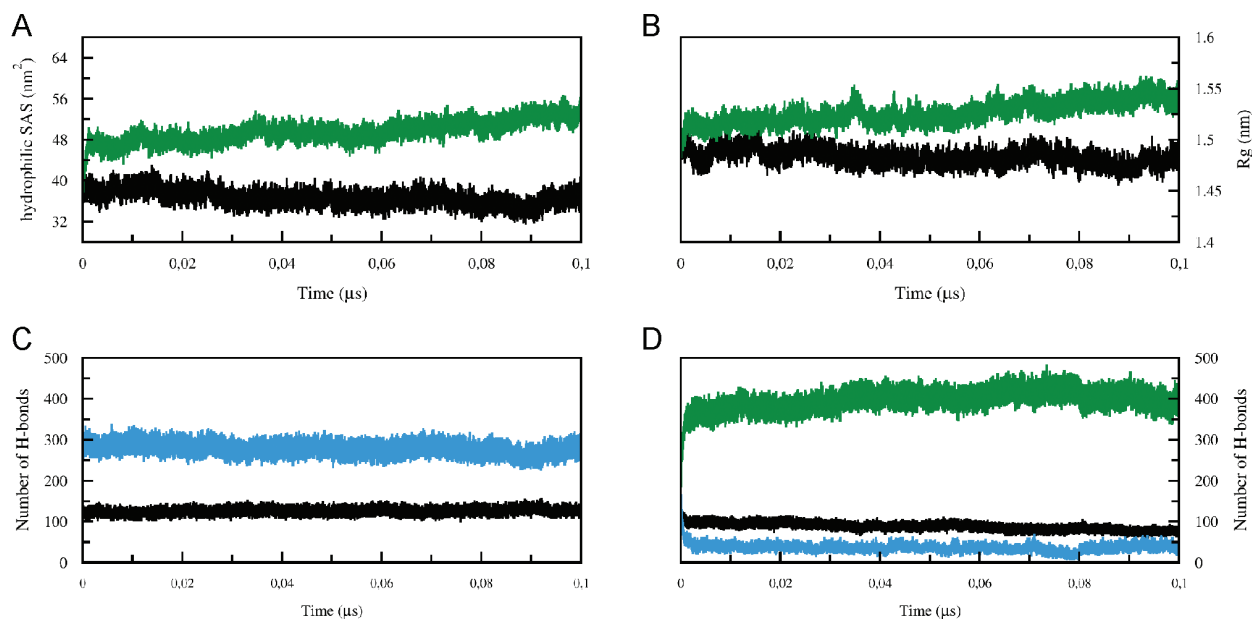 A
hydrophilic SAS (nm²)
64
56
48
40
32
0 0,02 0,04 0,06 0,08 0,1
Time (µs)
B
1.6
1.55
1.5
1.45
1.4
Rg (nm)
0 0,02 0,04 0,06 0,08 0,1
Time (µs)
C
Number of H-bonds
500
400
300
200
100
0
0 0,02 0,04 0,06 0,08 0,1
Time (µs)
D
500
400
300
200
100
0
Number of H-bonds
0 0,02 0,04 0,06 0,08 0,1
Time (µs)